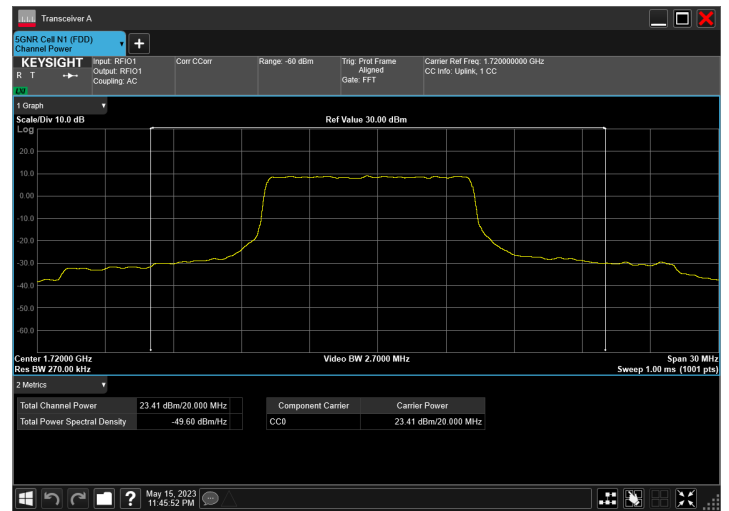 Transceiver A
5GNR Cell N1 (FDD)
Channel Power
KEYSIGHT
R T
LXI
Input: RFIO1
Output: RFIO1
Coupling: AC
Corr CCorr
Range: -60 dBm
Trig: Prot Frame
Aligned
Gate: FFT
Carrier Ref Freq: 1.720000000 GHz
CC Info: Uplink, 1 CC
1 Graph
Scale/Div 10.0 dB
Ref Value 30.00 dBm
Log
20.0
10.0
0.00
-10.0
-20.0
-30.0
-40.0
-50.0
-60.0
Center 1.72000 GHz
Video BW 2.7000 MHz
Span 30 MHz
Res BW 270.00 kHz
Sweep 1.00 ms (1001 pts)
2 Metrics
Total Channel Power 23.41 dBm/20.000 MHz
Total Power Spectral Density -49.60 dBm/Hz
Component Carrier Carrier Power
CC0 23.41 dBm/20.000 MHz
?
May 15, 2023
11:45:52 PM